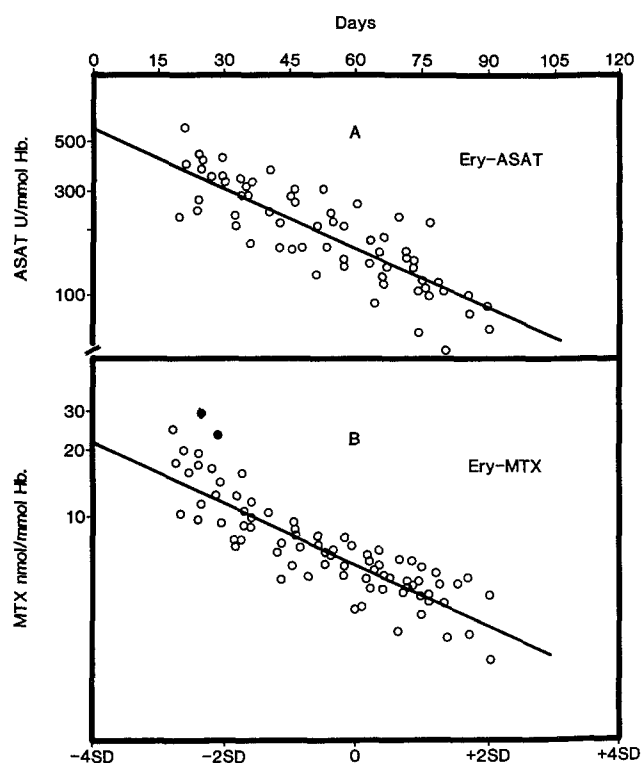 Days
0 15 30 45 60 75 90 105 120
A
Ery-ASAT
ASAT U/mmol Hb.
500
300
100
B
Ery-MTX
MTX nmol/mmol Hb.
30
20
10
-4SD -2SD 0 +2SD +4SD